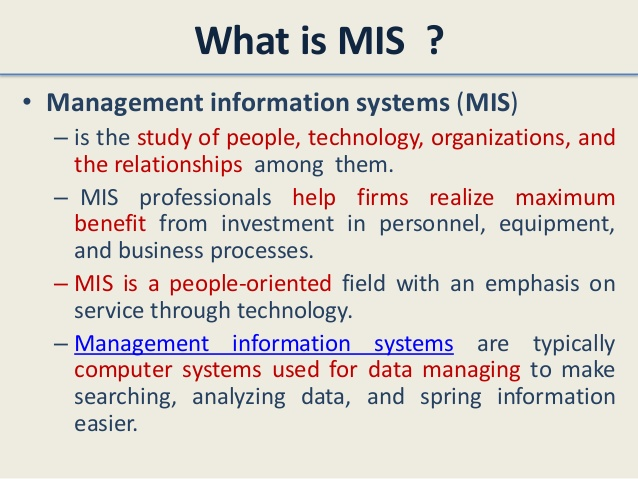 What is MIS ?
• Management information systems (MIS)
– is the study of people, technology, organizations, and
the relationships among them.
– MIS professionals help firms realize maximum
benefit from investment in personnel, equipment,
and business processes.
– MIS is a people-oriented field with an emphasis on
service through technology.
– Management information systems are typically
computer systems used for data managing to make
searching, analyzing data, and spring information
easier.